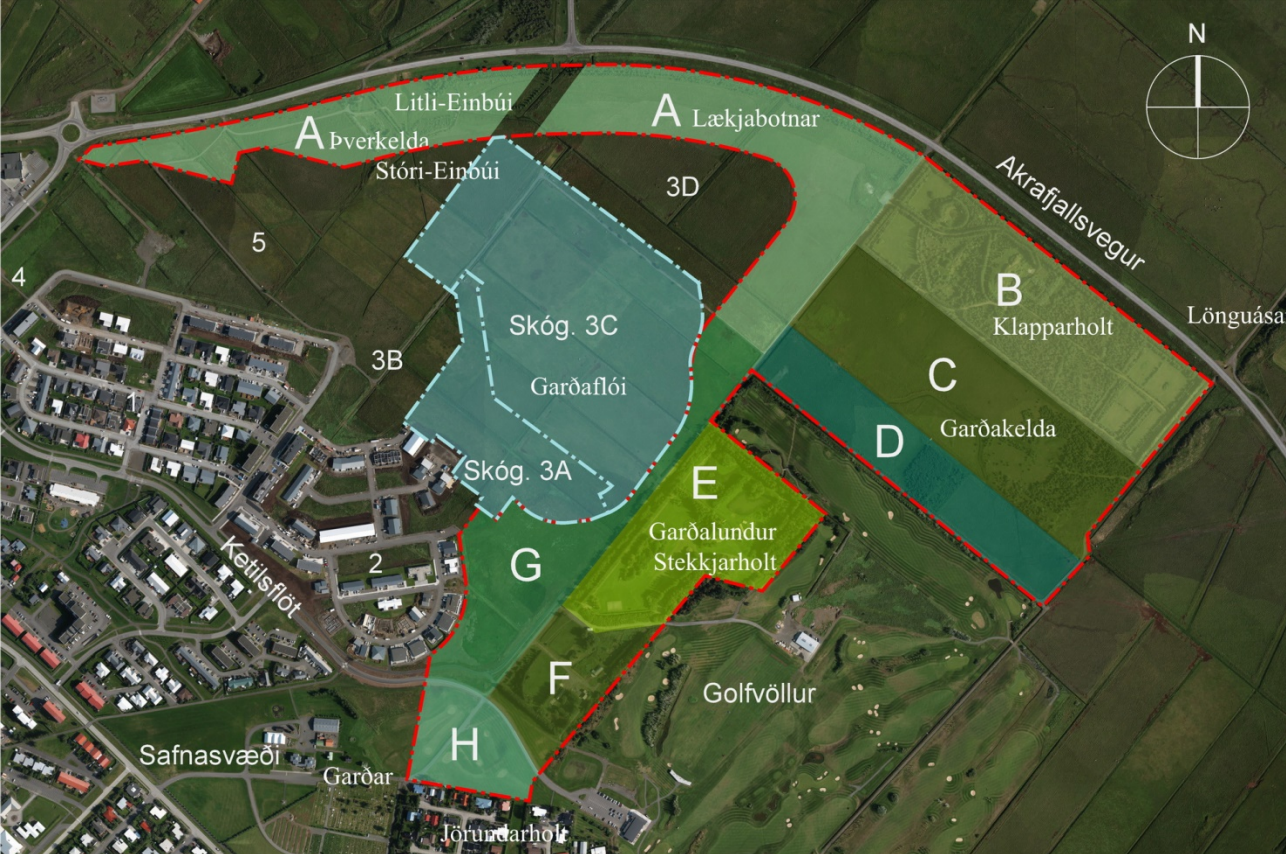 N
Litli-Einbúi
A Þverkelda
A Lækjabotnar
Stóri-Einbúi
3D
Akrafjallsvegur
5
4
B
Klapparholt
Skóg. 3C
3B
Garðaflói
C
Garðakelda
D
1
Skóg. 3A
E
Garðalundur
Stekkjarholt
G
2
Ketilsflöt
F
Golfvöllur
H
Safnasvæði
Garðar
Jörundarholt